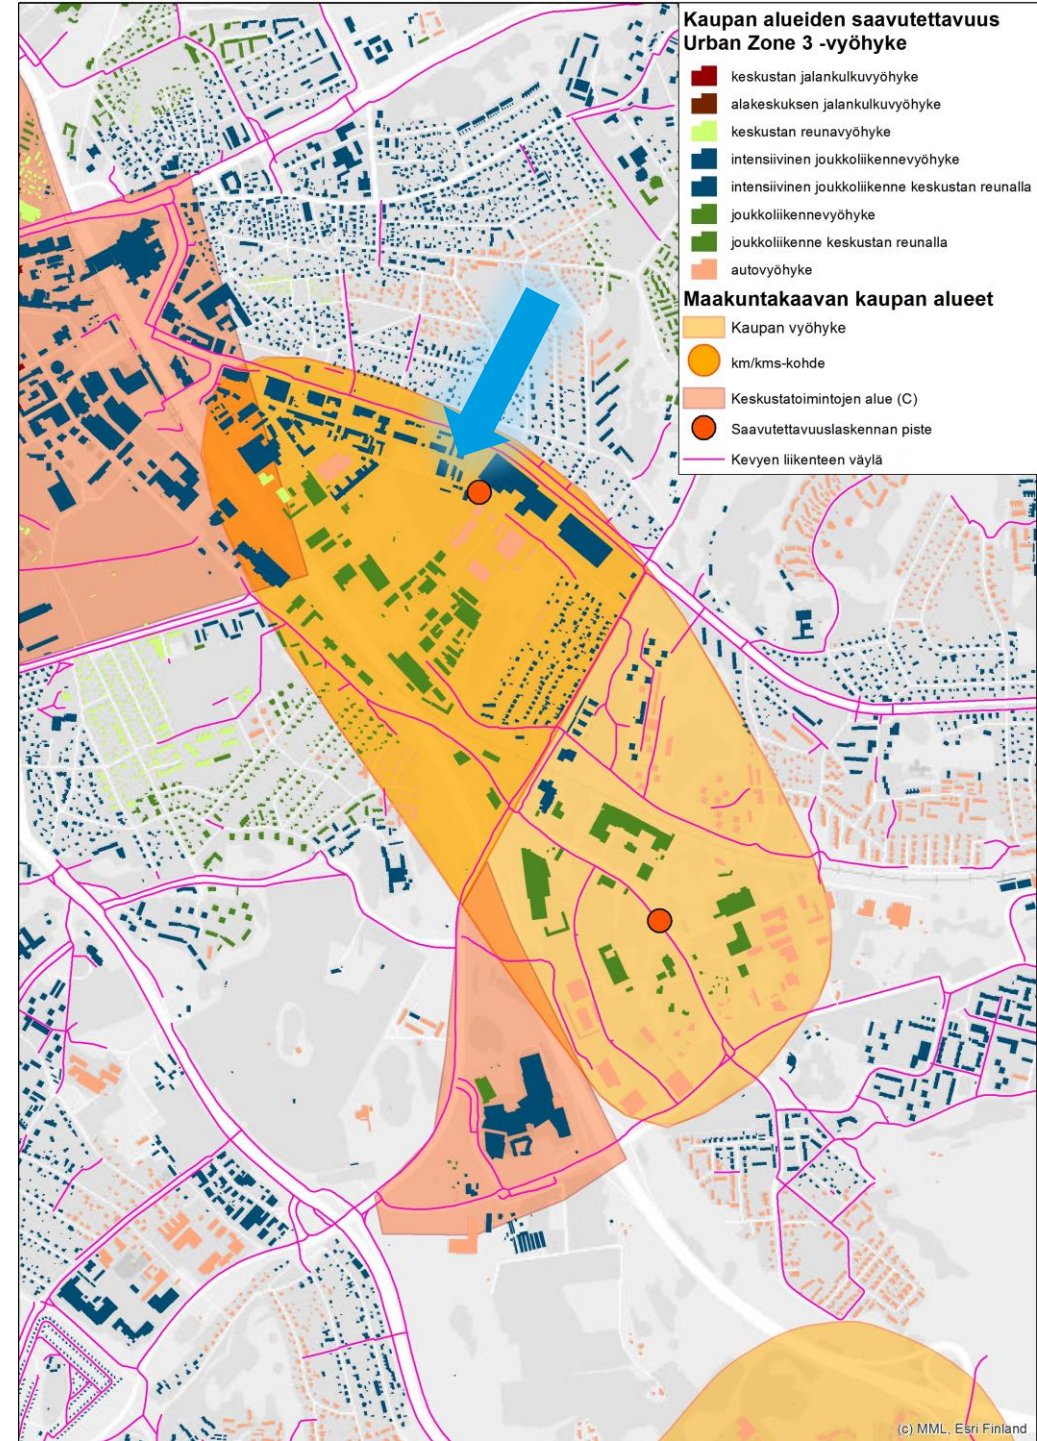 Kaupan alueiden saavutettavuus
Urban Zone 3 -vyöhyke
keskustan jalankulkuvyöhyke
alakeskuksen jalankulkuvyöhyke
keskustan reunavyöhyke
intensiivinen joukkoliikennevyöhyke
intensiivinen joukkoliikenne keskustan reunalla
joukkoliikennevyöhyke
joukkoliikenne keskustan reunalla
autovyöhyke
Maakuntakaavan kaupan alueet
Kaupan vyöhyke
km/kms-kohde
Keskustatoimintojen alue (C)
Saavutettavuuslaskennan piste
Kevyen liikenteen väylä
(c) MML, Esri Finland